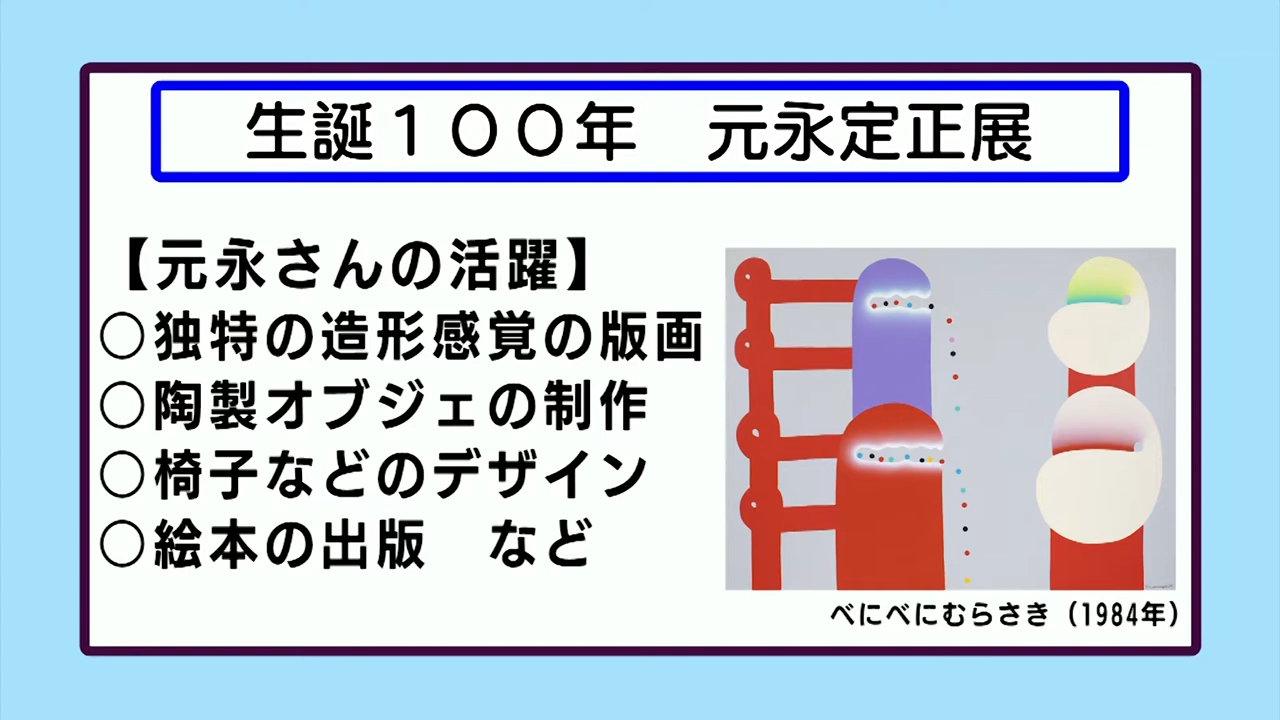 生誕１００年　元永定正展
【元永さんの活躍】
○独特の造形感覚の版画
○陶製オブジェの制作
○椅子などのデザイン
○絵本の出版　など
べにべにむらさき（1984年）